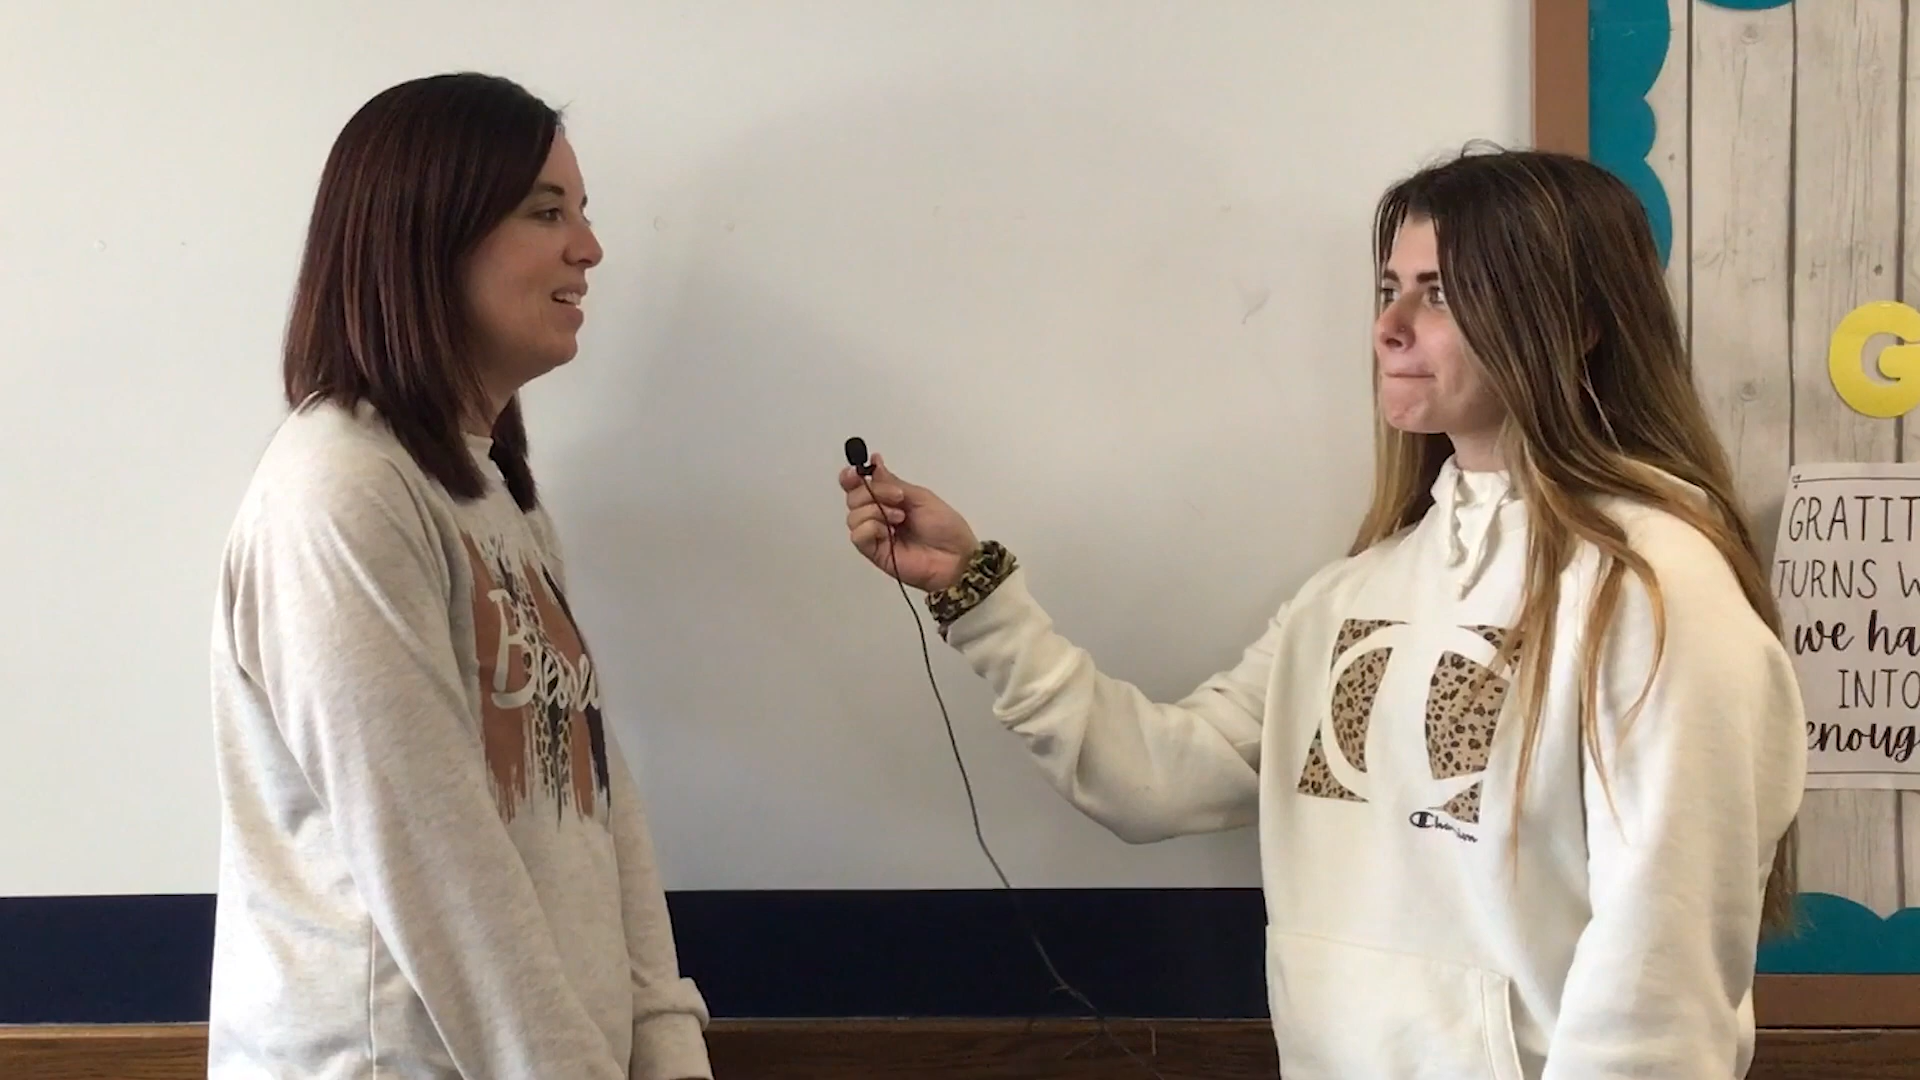 G
GRATIT
TURNS W
we ha
INTO
enoug
Champion